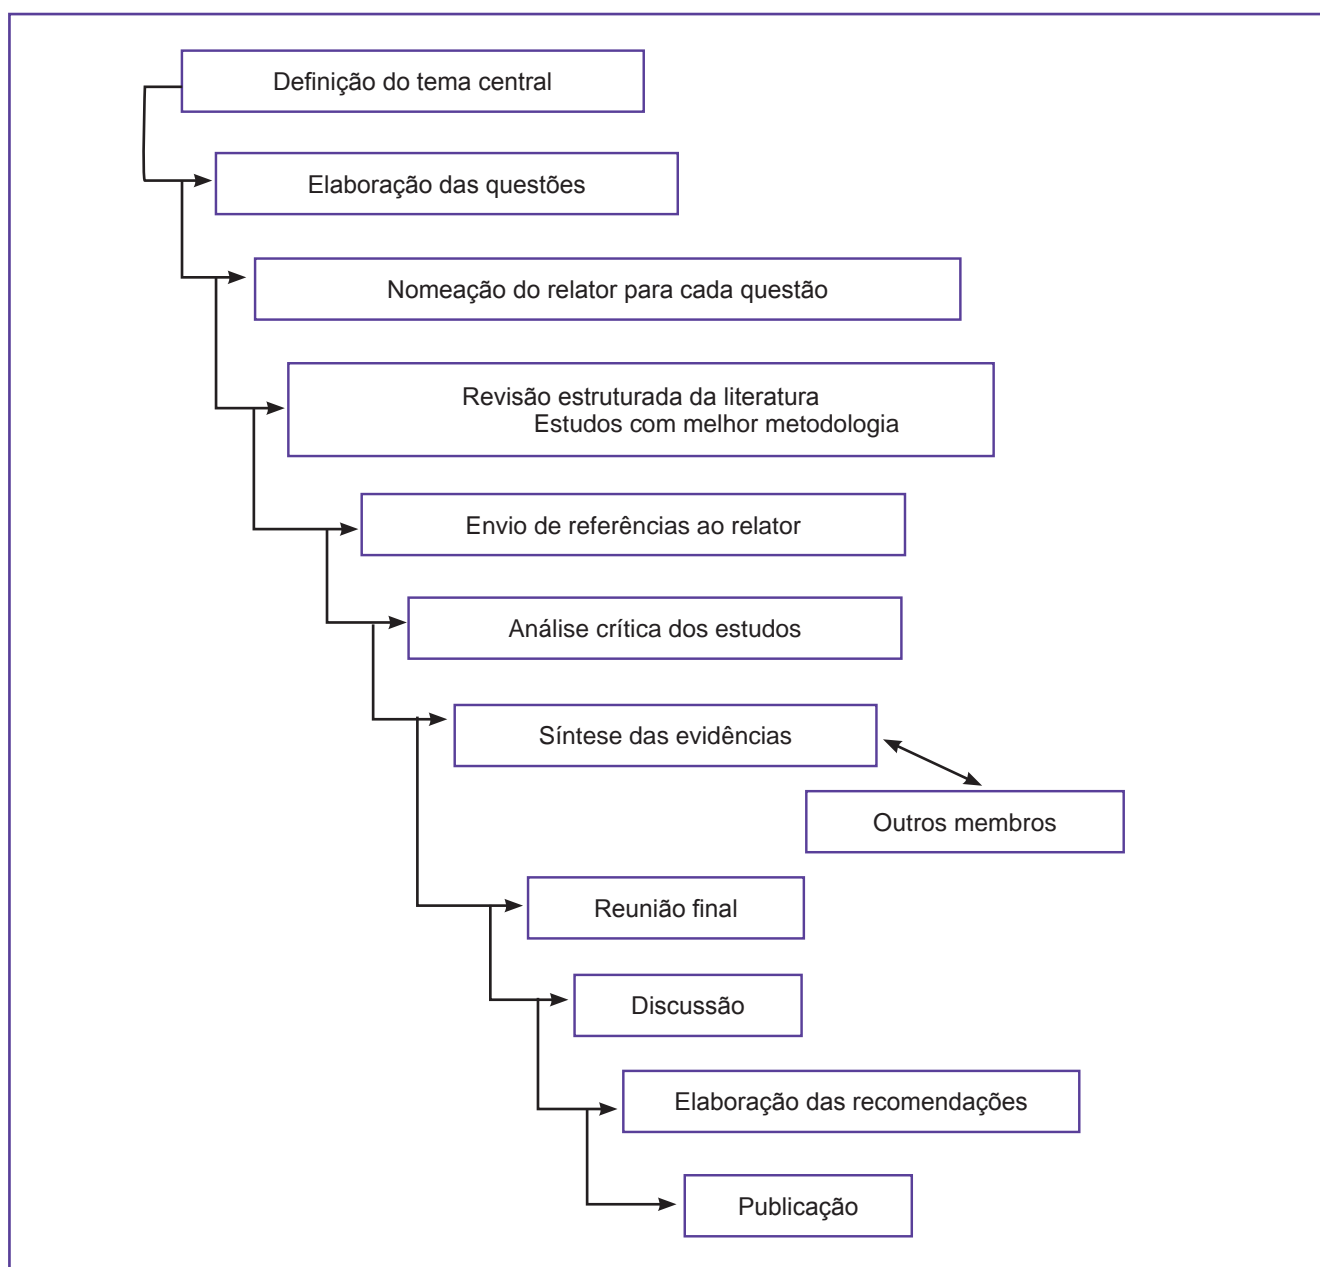 Definição do tema central
Elaboração das questões
Nomeação do relator para cada questão
Revisão estruturada da literatura
Estudos com melhor metodologia
Envio de referências ao relator
Análise crítica dos estudos
Síntese das evidências
Outros membros
Reunião final
Discussão
Elaboração das recomendações
Publicação